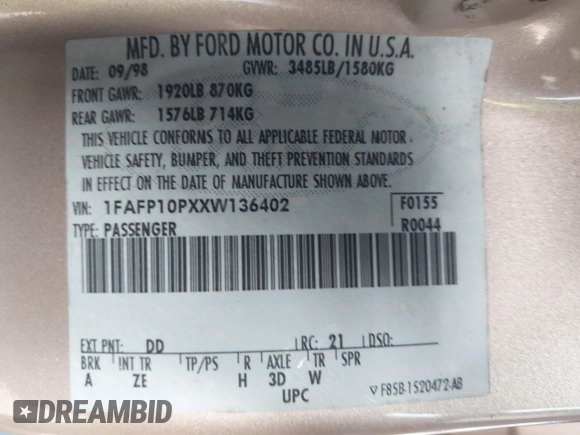 MFD. BY FORD MOTOR CO. IN U.S.A.
DATE: 09/98 GVWR: 3485LB/1580KG
FRONT GAWR: 1920LB 870KG
REAR GAWR: 1576LB 714KG
THIS VEHICLE CONFORMS TO ALL APPLICABLE FEDERAL MOTOR
VEHICLE SAFETY, BUMPER, AND THEFT PREVENTION STANDARDS
IN EFFECT ON THE DATE OF MANUFACTURE SHOWN ABOVE.
VIN: 1FAFP10PXXW136402 F0155
TYPE: PASSENGER R0044
EXT PNT: DD RC: 21 DSO:
BRK INT TR TP/PS R AXLE TR SPR
A ZE H 3D W
UPC F85B-1520472-AB
DREAMBID